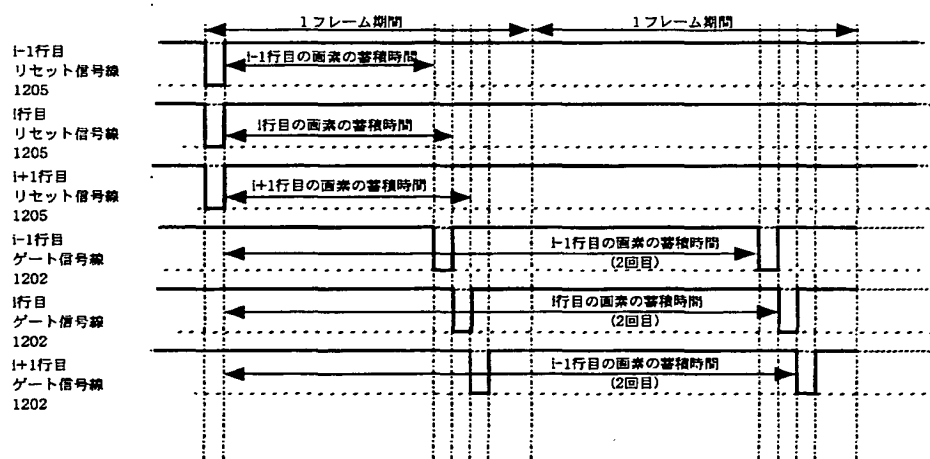 1フレーム期間 1フレーム期間
i-1行目
リセット信号線
1205
i-1行目の画素の蓄積時間
i行目
リセット信号線
1205
i行目の画素の蓄積時間
i+1行目
リセット信号線
1205
i+1行目の画素の蓄積時間
i-1行目
ゲート信号線
1202
i-1行目の画素の蓄積時間
(2回目)
i行目
ゲート信号線
1202
i行目の画素の蓄積時間
(2回目)
i+1行目
ゲート信号線
1202
i-1行目の画素の蓄積時間
(2回目)